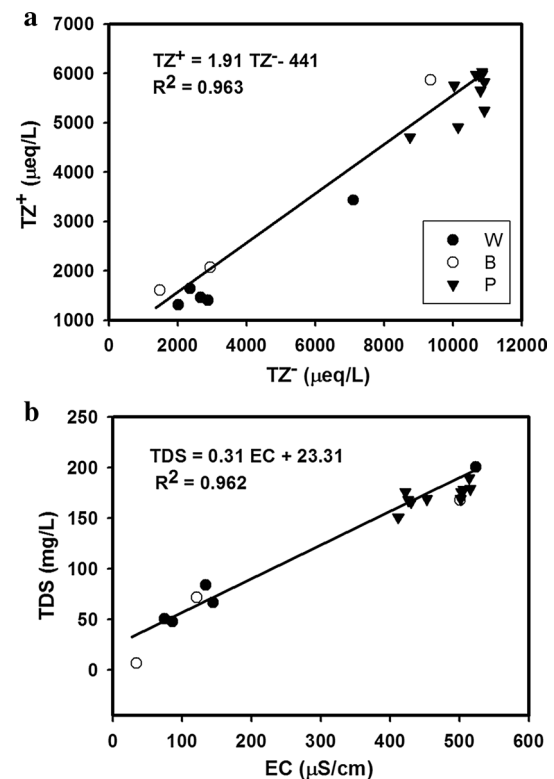 a
TZ⁺ = 1.91 TZ⁻- 441
R² = 0.963
7000
6000
5000
4000
3000
2000
1000
TZ⁺ (µeq/L)
W
B
P
0 2000 4000 6000 8000 10000 12000
TZ⁻ (µeq/L)
b
TDS = 0.31 EC + 23.31
R² = 0.962
250
200
150
100
50
0
TDS (mg/L)
0 100 200 300 400 500 600
EC (µS/cm)